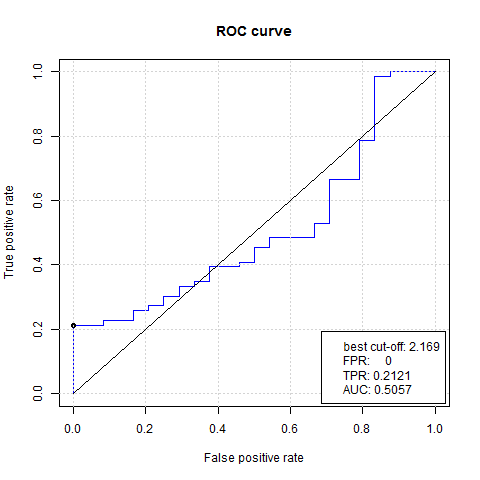 ROC curve
True positive rate
1.0
0.8
0.6
0.4
0.2
0.0
best cut-off: 2.169
FPR: 0
TPR: 0.2121
AUC: 0.5057
0.0 0.2 0.4 0.6 0.8 1.0
False positive rate